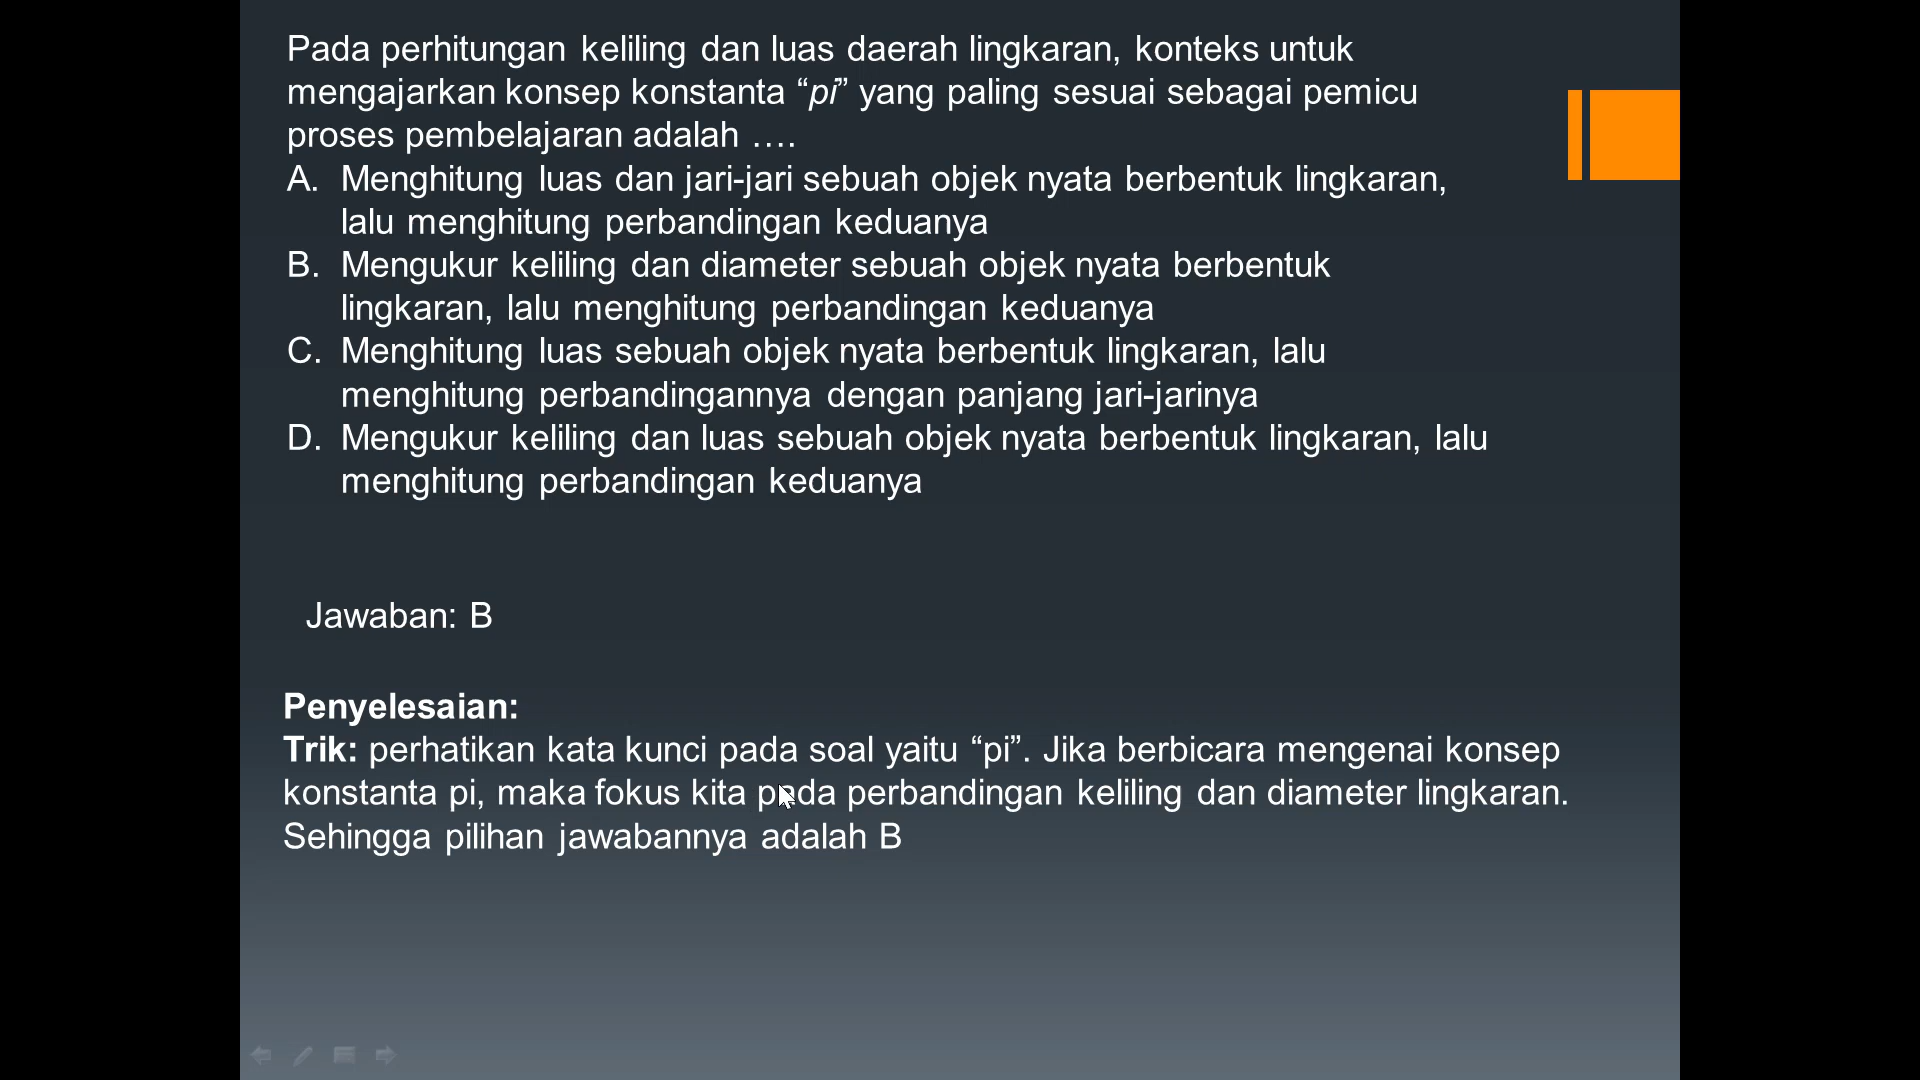 Pada perhitungan keliling dan luas daerah lingkaran, konteks untuk
mengajarkan konsep konstanta “pi” yang paling sesuai sebagai pemicu
proses pembelajaran adalah ….
A. Menghitung luas dan jari-jari sebuah objek nyata berbentuk lingkaran,
lalu menghitung perbandingan keduanya
B. Mengukur keliling dan diameter sebuah objek nyata berbentuk
lingkaran, lalu menghitung perbandingan keduanya
C. Menghitung luas sebuah objek nyata berbentuk lingkaran, lalu
menghitung perbandingannya dengan panjang jari-jarinya
D. Mengukur keliling dan luas sebuah objek nyata berbentuk lingkaran, lalu
menghitung perbandingan keduanya
Jawaban: B
Penyelesaian:
Trik: perhatikan kata kunci pada soal yaitu “pi”. Jika berbicara mengenai konsep
konstanta pi, maka fokus kita pada perbandingan keliling dan diameter lingkaran.
Sehingga pilihan jawabannya adalah B